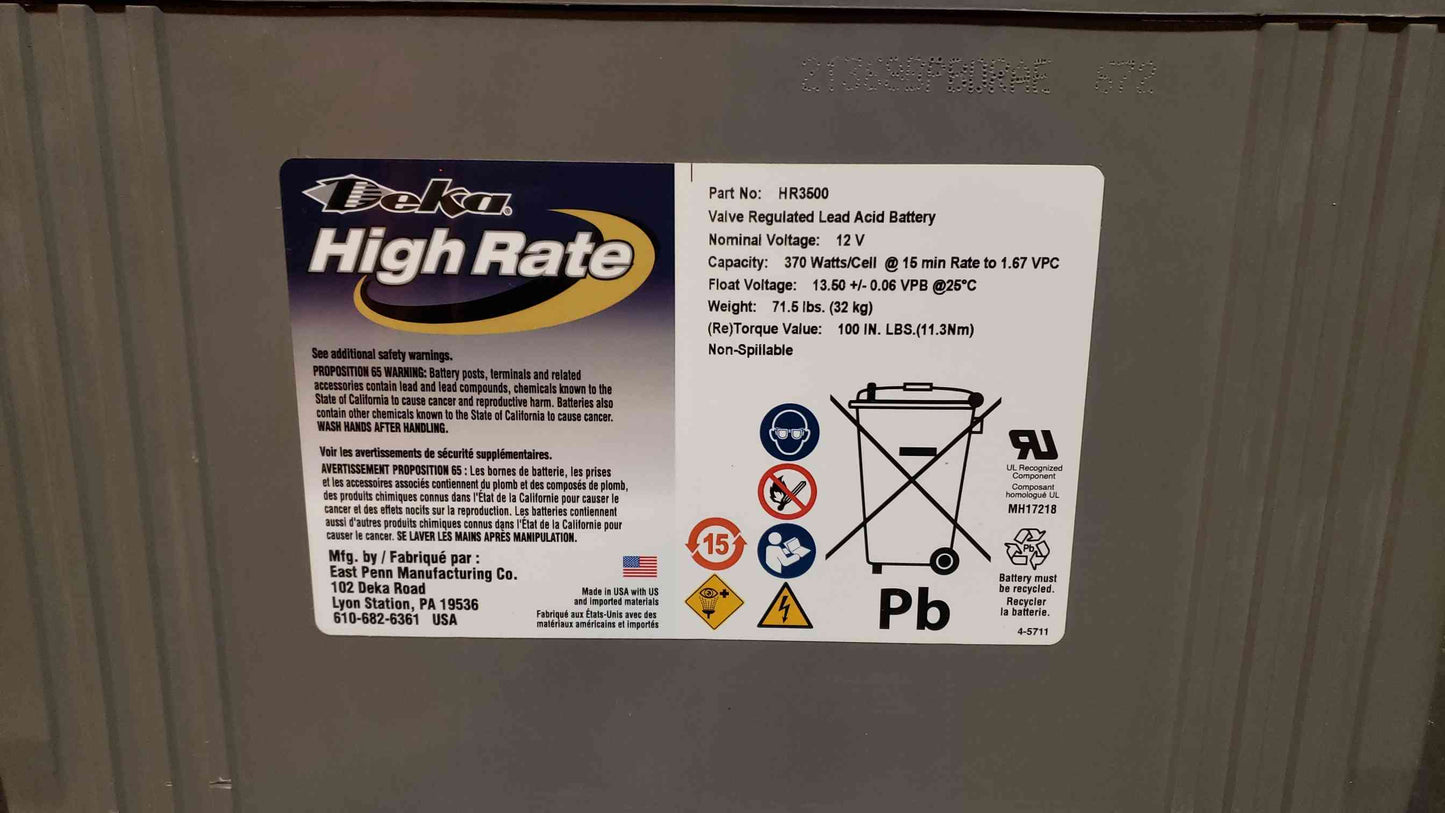 672
Deka®
High Rate
See additional safety warnings.
PROPOSITION 65 WARNING: Battery posts, terminals and related
accessories contain lead and lead compounds, chemicals known to the
State of California to cause cancer and reproductive harm. Batteries also
contain other chemicals known to the State of California to cause cancer.
WASH HANDS AFTER HANDLING.
Voir les avertissements de sécurité supplémentaires.
AVERTISSEMENT PROPOSITION 65 : Les bornes de batterie, les prises
et les accessoires associés contiennent du plomb et des composés de plomb,
des produits chimiques connus dans l'État de la Californie pour causer le
cancer et des effets nocifs sur la reproduction. Les batteries contiennent
aussi d'autres produits chimiques connus dans l'État de la Californie pour
causer le cancer. SE LAVER LES MAINS APRÈS MANIPULATION.
Mfg. by / Fabriqué par :
East Penn Manufacturing Co.
102 Deka Road
Lyon Station, PA 19536
610-682-6361 USA
Made in USA with US
and imported materials
Fabriqué aux États-Unis avec des
matériaux américains et importés
Part No: HR3500
Valve Regulated Lead Acid Battery
Nominal Voltage: 12 V
Capacity: 370 Watts/Cell @ 15 min Rate to 1.67 VPC
Float Voltage: 13.50 +/- 0.06 VPB @25°C
Weight: 71.5 lbs. (32 kg)
(Re)Torque Value: 100 IN. LBS.(11.3Nm)
Non-Spillable
15
Pb
UL Recognized
Component
Composant
homologué UL
MH17218
Pb
Battery must
be recycled.
Recycler
la batterie.
4-5711